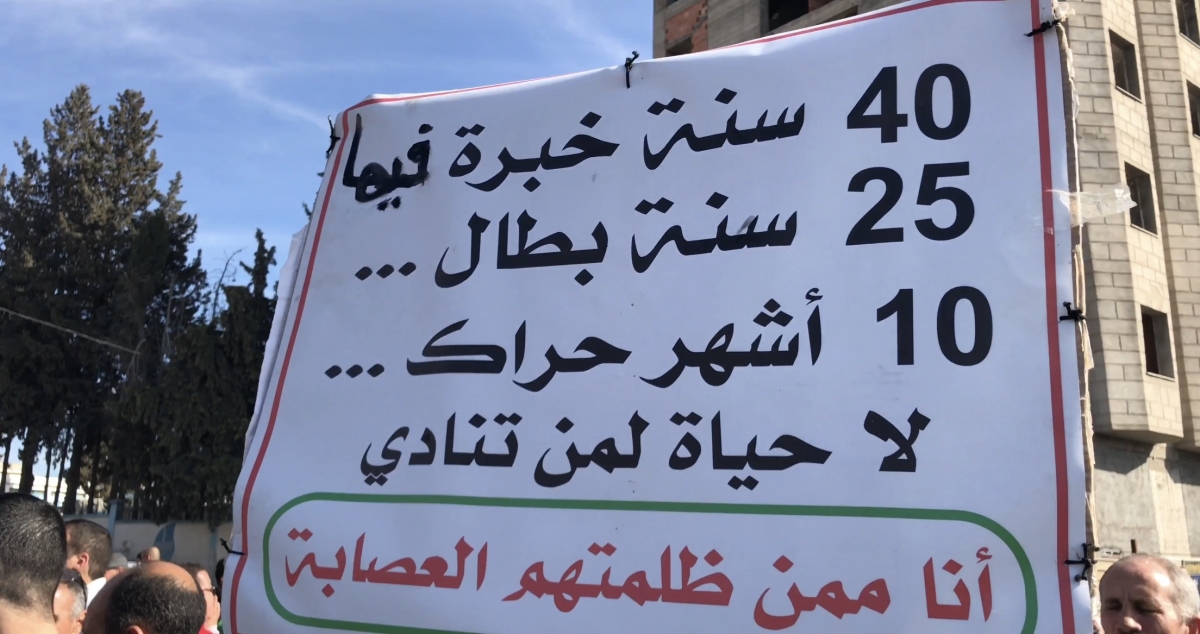 40 سنة خبرة فيها
25 سنة بطال ...
10 أشهر حراك ...
لا حياة لمن تنادي
أنا ممن ظلمتهم العصابة